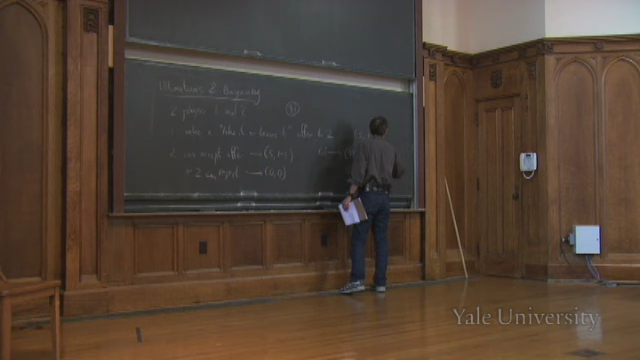 Ultimatums & Bargaining
2 players 1 and 2
1 makes a "take it or leave it" offer to 2
2 can accept offer → (S, 1-S)
or 2 can reject → (0,0)
Yale University